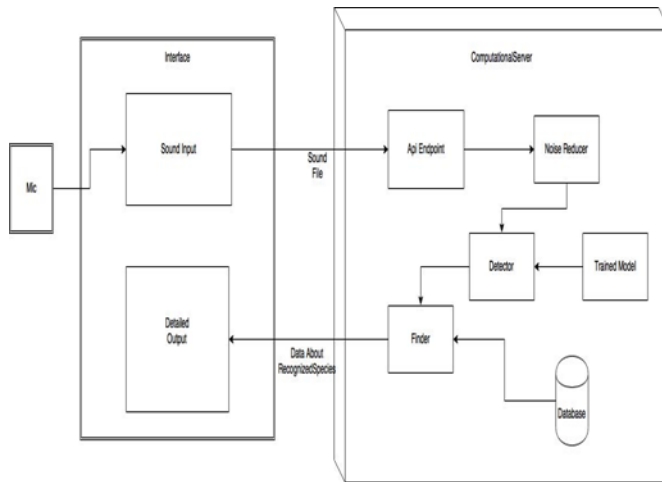 Interface
ComputationalServer
Mic
Sound Input
Sound
File
Api Endpoint
Noise Reducer
Detector
Trained Model
Detailed
Output
Data About
RecognizedSpecies
Finder
Database